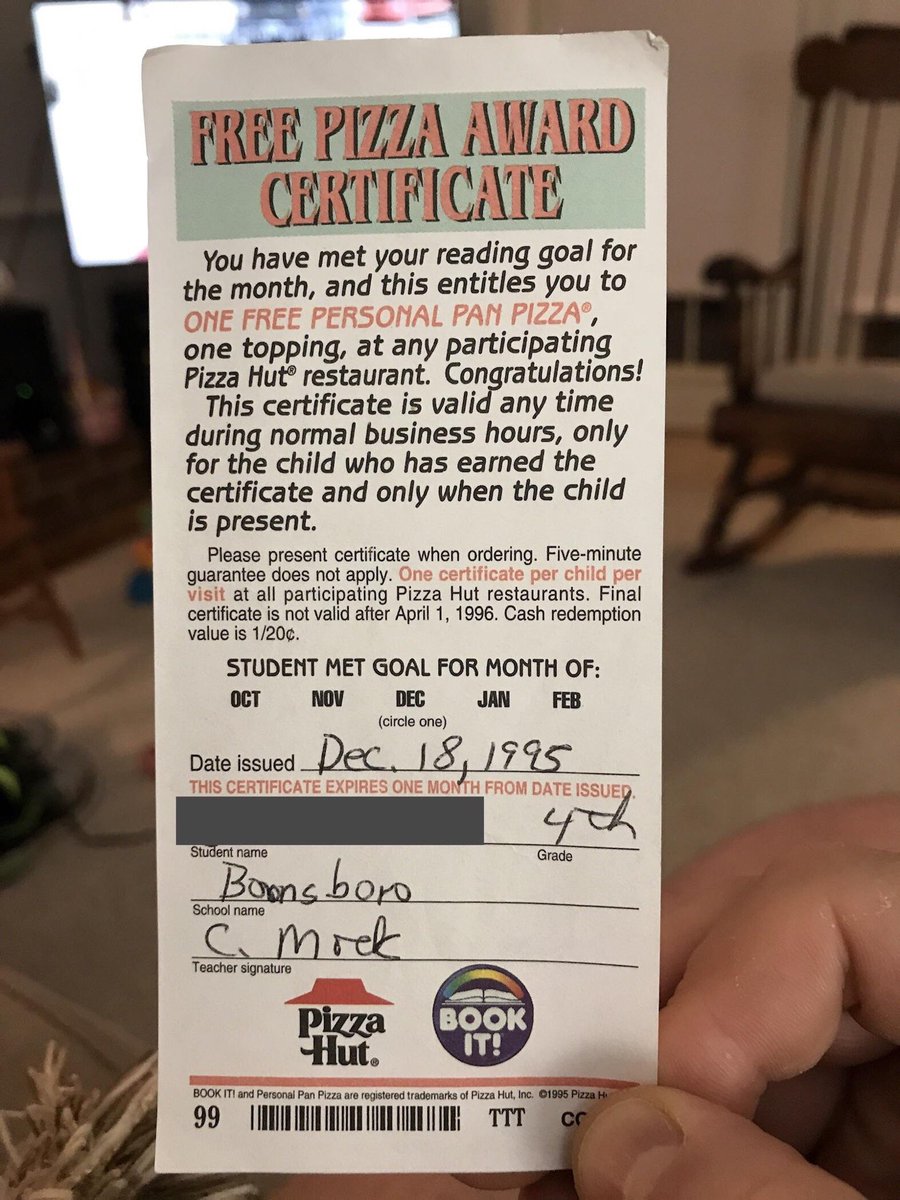 FREE PIZZA AWARD
CERTIFICATE
You have met your reading goal for
the month, and this entitles you to
ONE FREE PERSONAL PAN PIZZA®,
one topping, at any participating
Pizza Hut® restaurant. Congratulations!
This certificate is valid any time
during normal business hours, only
for the child who has earned the
certificate and only when the child
is present.
Please present certificate when ordering. Five-minute
guarantee does not apply. One certificate per child per
visit at all participating Pizza Hut restaurants. Final
certificate is not valid after April 1, 1996. Cash redemption
value is 1/20¢.
STUDENT MET GOAL FOR MONTH OF:
OCT NOV DEC JAN FEB
(circle one)
Date issued Dec. 18, 1995
THIS CERTIFICATE EXPIRES ONE MONTH FROM DATE ISSUED.
4th
Student name Grade
Boonsboro
School name
C. Mrek
Teacher signature
Pizza
Hut®
BOOK
IT!
BOOK IT! and Personal Pan Pizza are registered trademarks of Pizza Hut, Inc. ©1995 Pizza
99 TTT